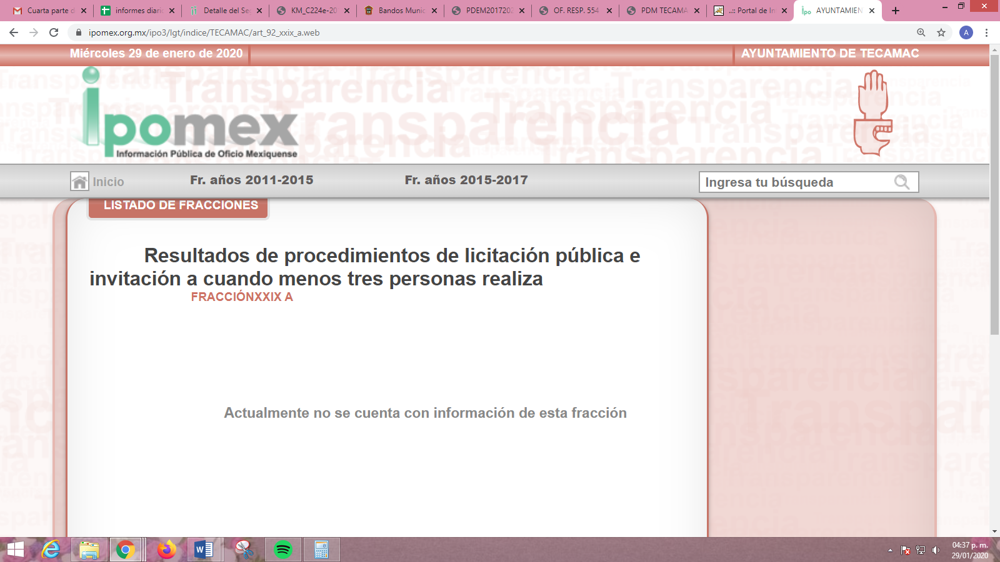 Cuarta parte d
informes diari
Detalle del Seg
KM_C224e-20
Bandos Munic
PDEM2017202
OF. RESP. 554
PDM TECAMA
..:: Portal de In
AYUNTAMIEN
ipomex.org.mx/ipo3/lgt/indice/TECAMAC/art_92_xxix_a.web
A
Miércoles 29 de enero de 2020
AYUNTAMIENTO DE TECAMAC
ipomex
Información Pública de Oficio Mexiquense
Transparencia
Inicio
Fr. años 2011-2015
Fr. años 2015-2017
Ingresa tu búsqueda
LISTADO DE FRACCIONES
Resultados de procedimientos de licitación pública e
invitación a cuando menos tres personas realiza
FRACCIÓNXXIX A
Actualmente no se cuenta con información de esta fracción
04:37 p. m.
29/01/2020